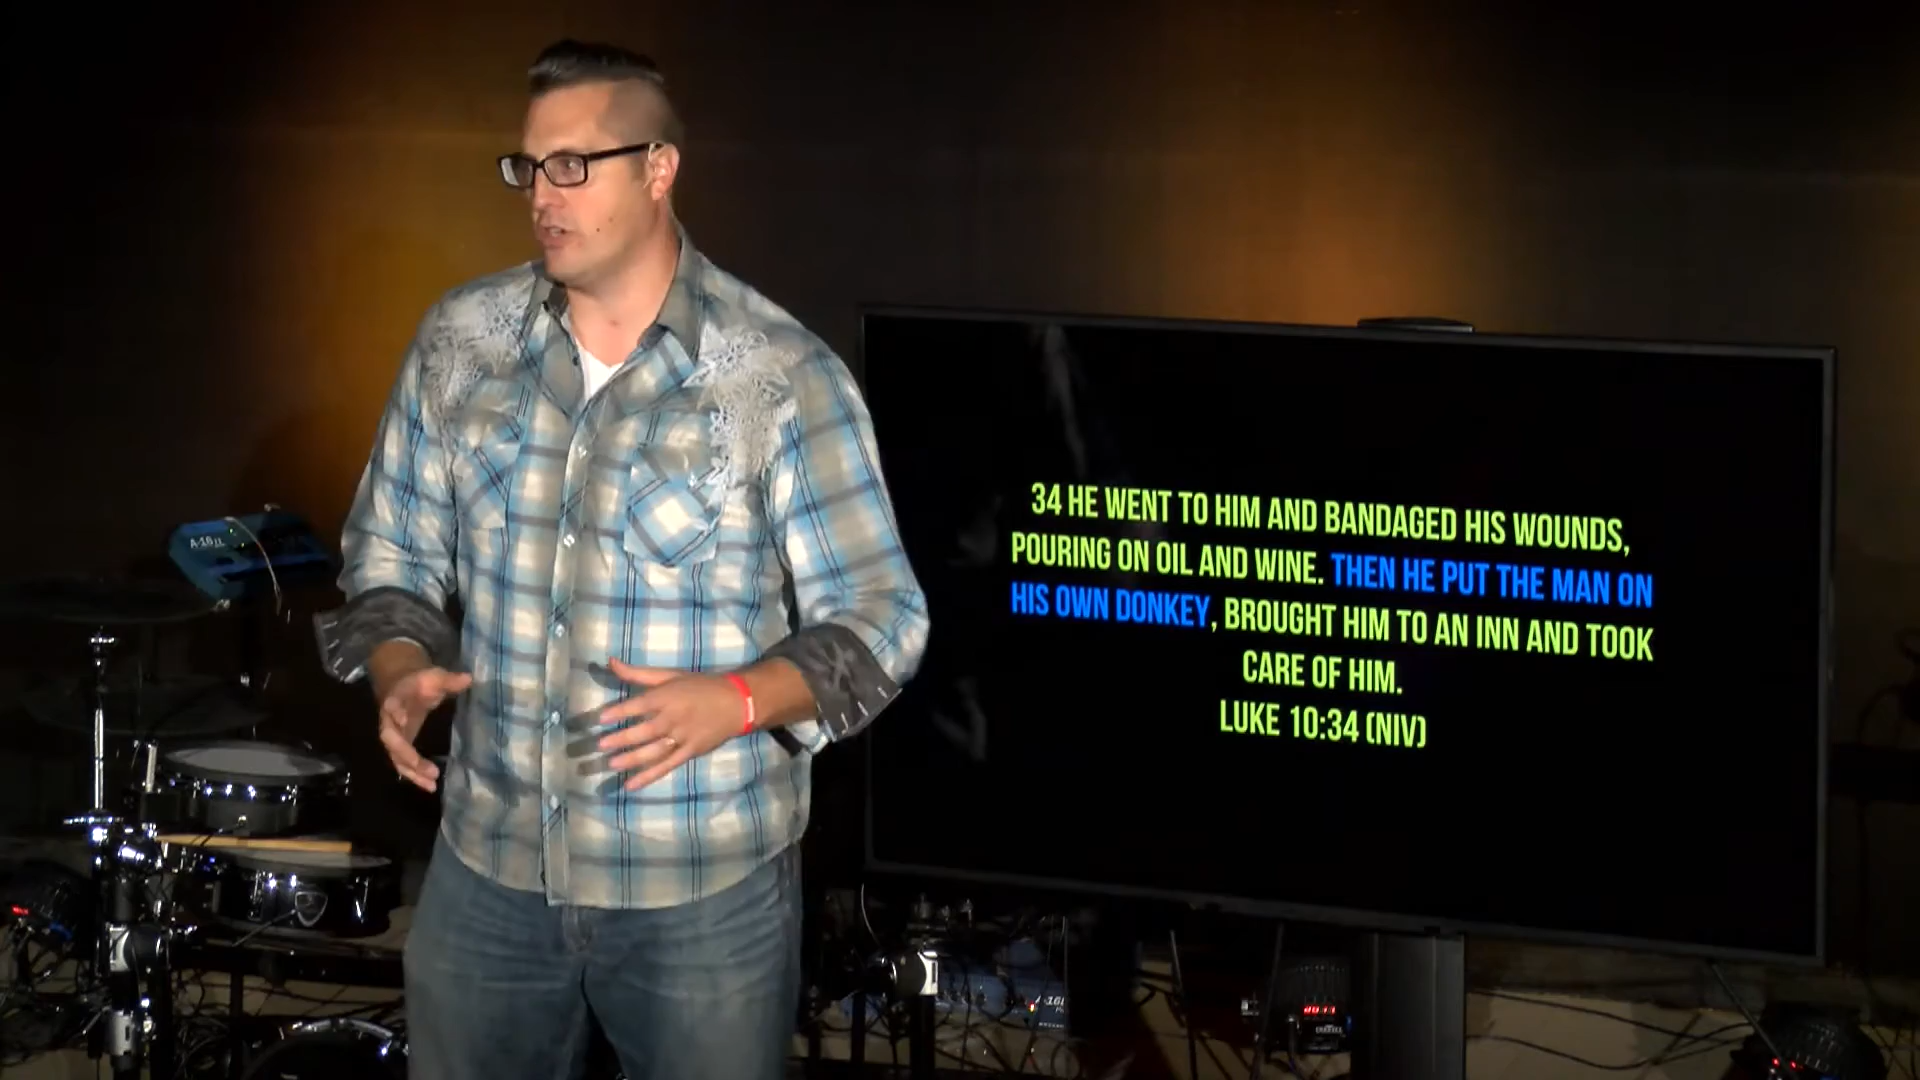 34 HE WENT TO HIM AND BANDAGED HIS WOUNDS,
POURING ON OIL AND WINE. THEN HE PUT THE MAN ON
HIS OWN DONKEY, BROUGHT HIM TO AN INN AND TOOK
CARE OF HIM.
LUKE 10:34 (NIV)